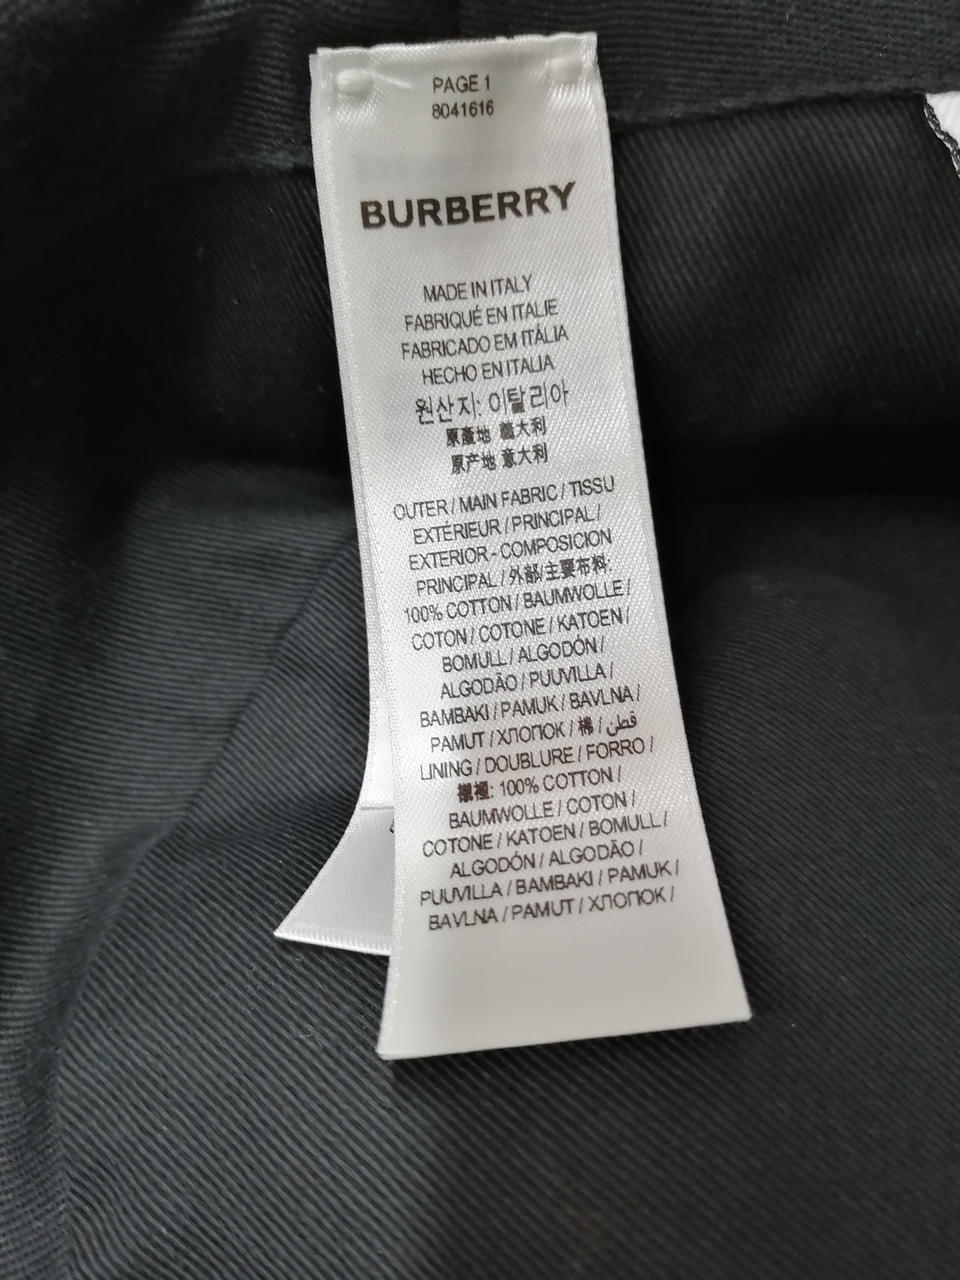 PAGE 1
8041616
BURBERRY
MADE IN ITALY
FABRIQUÉ EN ITALIE
FABRICADO EM ITÁLIA
HECHO EN ITALIA
원산지: 이탈리아
原產地 義大利
原产地 意大利
OUTER / MAIN FABRIC / TISSU
EXTÉRIEUR / PRINCIPAL /
EXTERIOR - COMPOSICION
PRINCIPAL / 外部/主要布料:
100% COTTON / BAUMWOLLE /
COTON / COTONE / KATOEN /
BOMULL / ALGODÓN /
ALGODÃO / PUUVILLA /
BAMBAKI / PAMUK / BAVLNA /
PAMUT / ХЛОПОК / 棉 / قطن
LINING / DOUBLURE / FORRO /
襯裡: 100% COTTON /
BAUMWOLLE / COTON /
COTONE / KATOEN / BOMULL /
ALGODÓN / ALGODÃO /
PUUVILLA / BAMBAKI / PAMUK /
BAVLNA / PAMUT / ХЛОПОК /